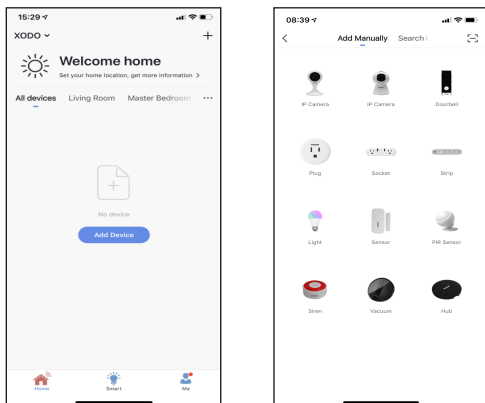 15:29
XODO
Welcome home
Set your home location, get more information >
All devices Living Room Master Bedroom ...
No device
Add Device
Home Smart Me
08:39
Add Manually Search
IP Camera IP Camera Doorbell
Plug Socket Strip
Light Sensor PIR Sensor
Siren Vacuum Hub